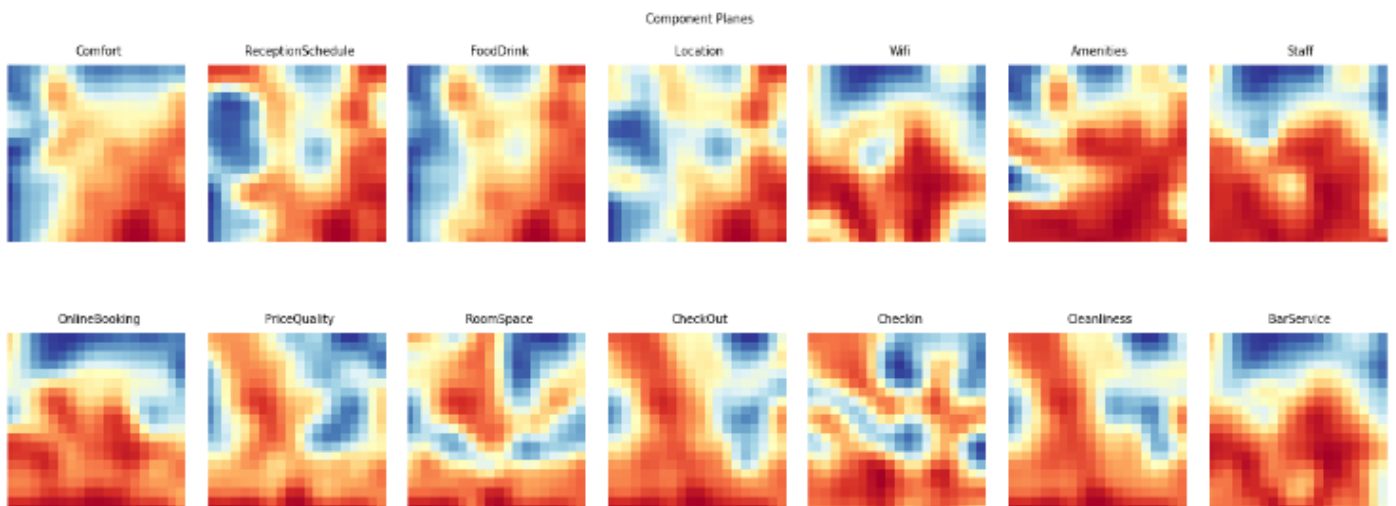 Component Planes
Comfort ReceptionSchedule FoodDrink Location Wifi Amenities Staff
OnlineBooking PriceQuality RoomSpace CheckOut Checkin Cleanliness BarService